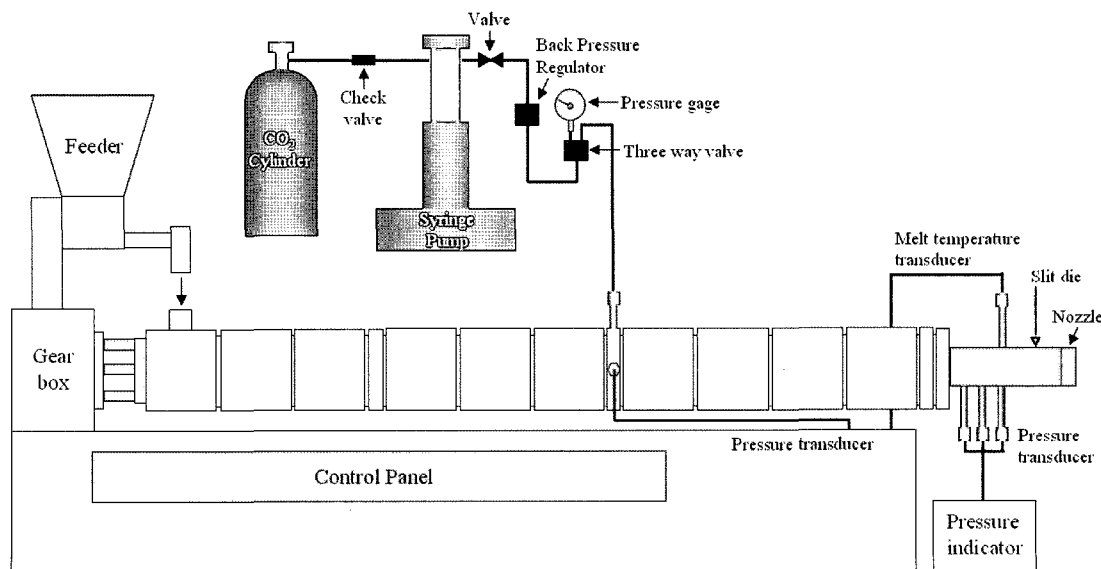 Valve
Back Pressure
Regulator
Pressure gage
Check
valve
Three way valve
Feeder
CO₂
Cylinder
Syringe
Pump
Melt temperature
transducer
Slit die
Nozzle
Gear
box
Pressure transducer
Pressure
transducer
Control Panel
Pressure
indicator